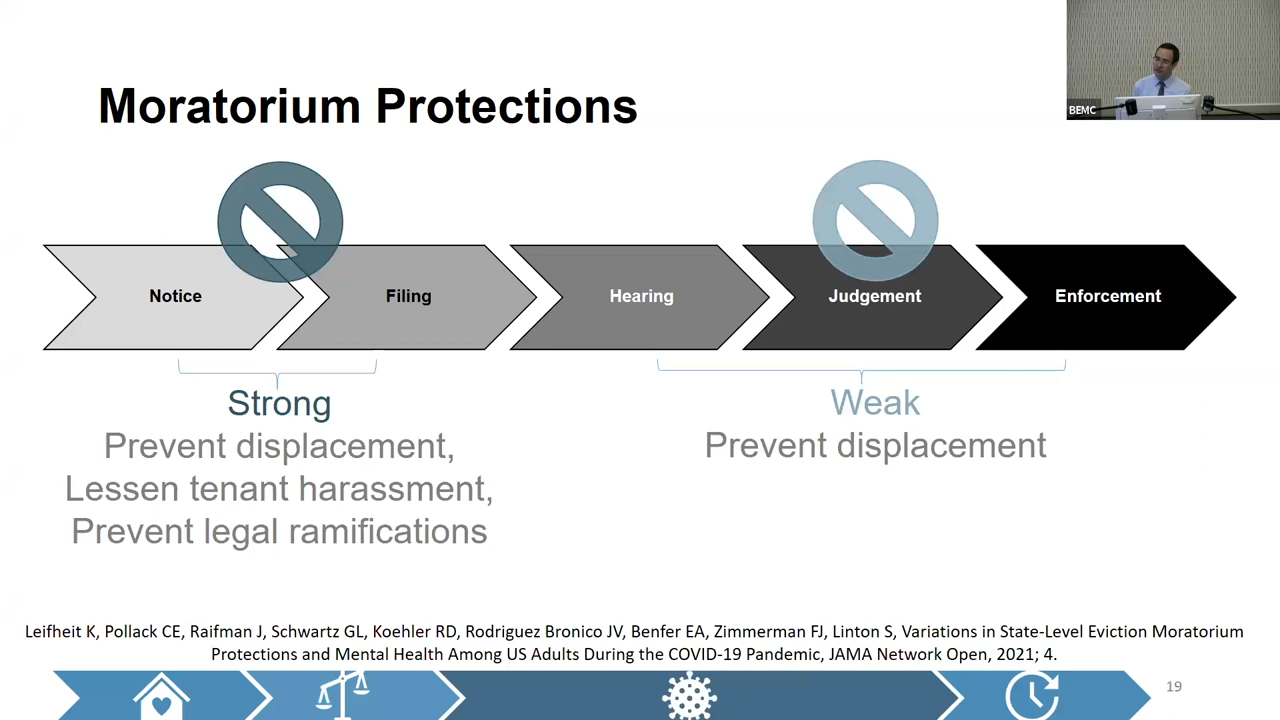 BEMC
Moratorium Protections
Notice
Filing
Hearing
Judgement
Enforcement
Strong
Prevent displacement,
Lessen tenant harassment,
Prevent legal ramifications
Weak
Prevent displacement
Leifheit K, Pollack CE, Raifman J, Schwartz GL, Koehler RD, Rodriguez Bronico JV, Benfer EA, Zimmerman FJ, Linton S, Variations in State-Level Eviction Moratorium
Protections and Mental Health Among US Adults During the COVID-19 Pandemic, JAMA Network Open, 2021; 4.
19